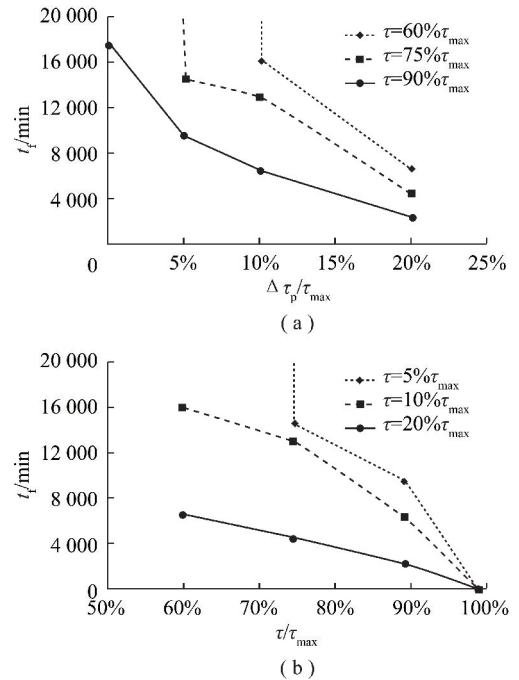 20 000
16 000
12 000
8 000
4 000
0
t_f/min
τ=60%τ_max
τ=75%τ_max
τ=90%τ_max
5% 10% 15% 20% 25%
Δ τ_p/τ_max
( a )
20 000
16 000
12 000
8 000
4 000
0
t_f/min
τ=5%τ_max
τ=10%τ_max
τ=20%τ_max
50% 60% 70% 80% 90% 100%
τ/τ_max
( b )